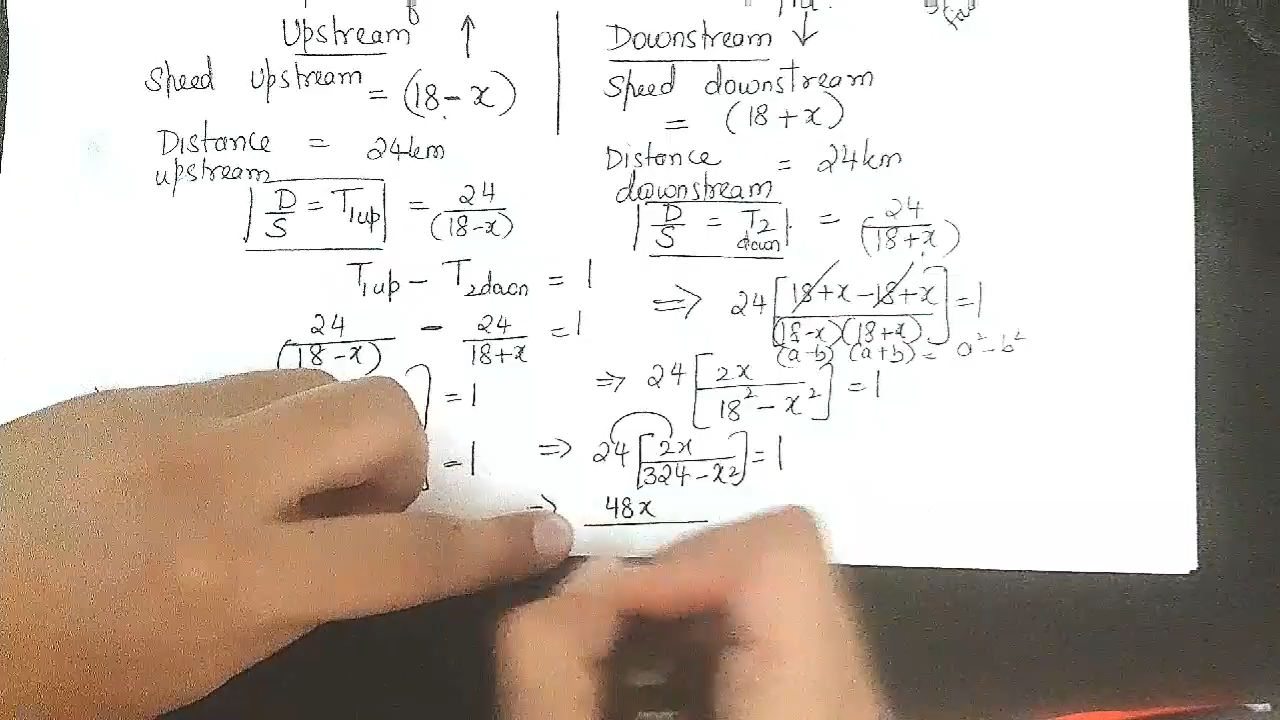 Upstream ↑
Speed upstream = (18 - x)
Distance upstream = 24km
D/S = T1up = 24/(18-x)
T1up - T2down = 1
24/(18-x) - 24/18+x = 1
] = 1
] = 1
Downstream ↓
Speed downstream
= (18 + x)
Distance downstream = 24km
D/S = T2 down = 24/(18+x)
⇒ 24 [18+x-18+x/(18-x)(18+x)] = 1
(a-b) (a+b) = a²-b²
⇒ 24 [2x/18² - x²] = 1
⇒ 24 [2x/324 - x²] = 1
⇒ 48x